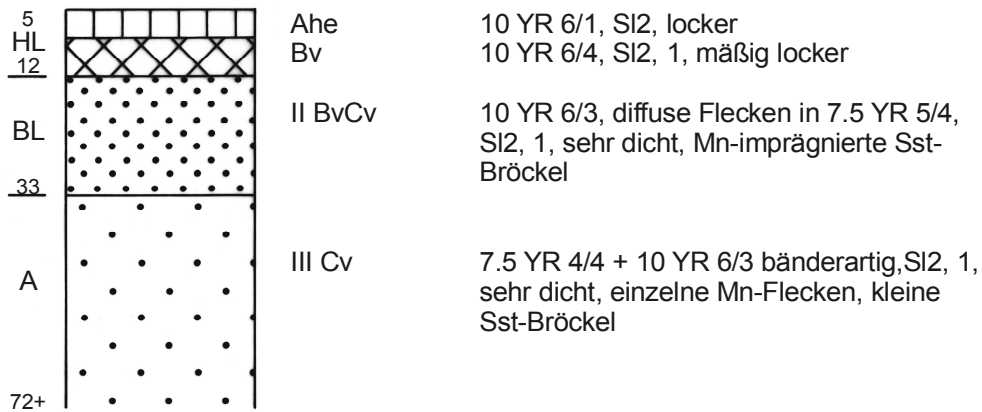 5 Ahe 10 YR 6/1, Sl2, locker
HL
12 Bv 10 YR 6/4, Sl2, 1, mäßig locker
BL II BvCv 10 YR 6/3, diffuse Flecken in 7.5 YR 5/4,
Sl2, 1, sehr dicht, Mn-imprägnierte Sst-
Bröckel
33
A III Cv 7.5 YR 4/4 + 10 YR 6/3 bänderartig,Sl2, 1,
sehr dicht, einzelne Mn-Flecken, kleine
Sst-Bröckel
72+